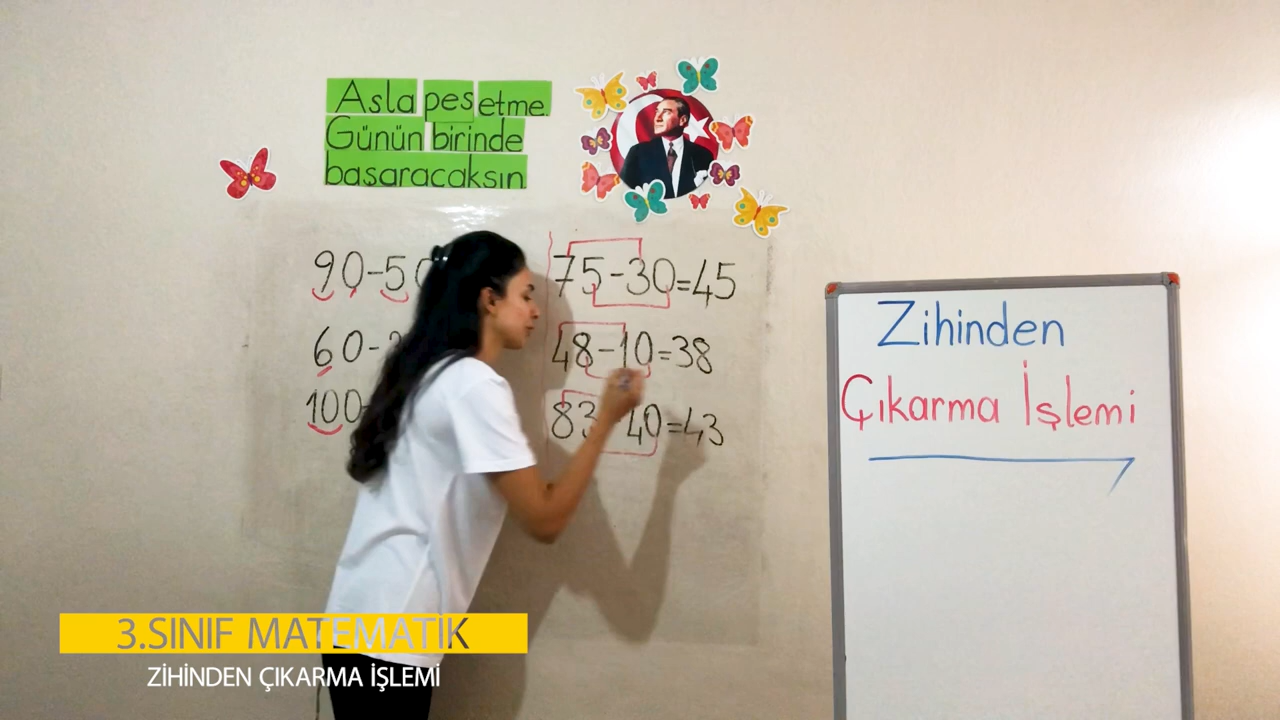 Asla pes etme.
Günün birinde
başaracaksın
90-50
60-
100
75-30=45
48-10=38
83-40=43
Zihinden
Çıkarma İşlemi
3.SINIF MATEMATİK
ZİHİNDEN ÇIKARMA İŞLEMİ